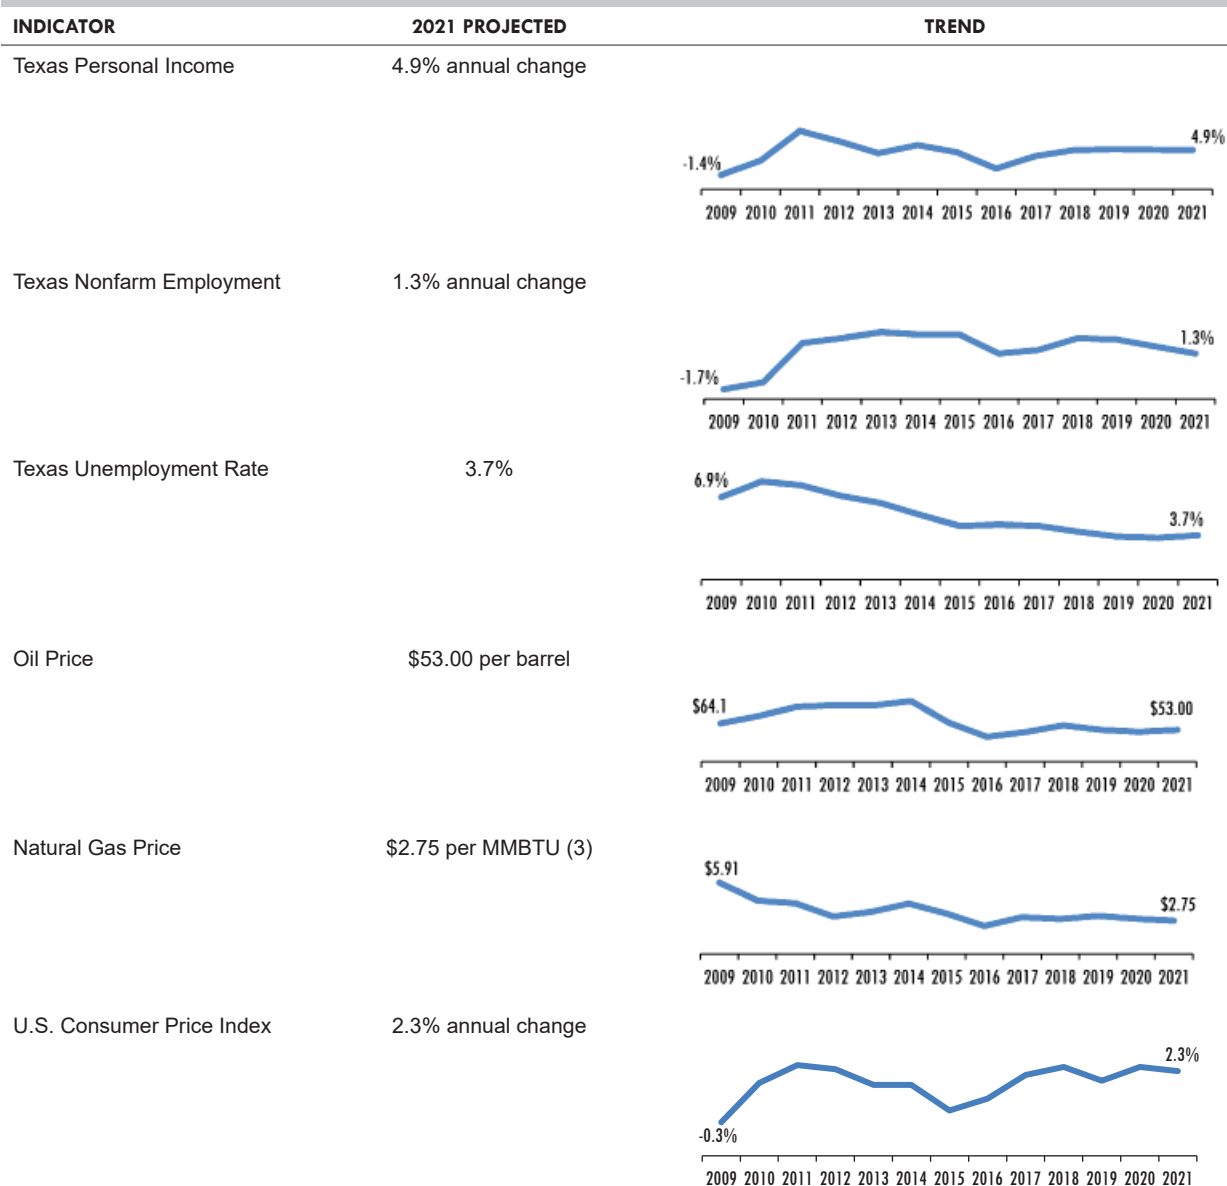 INDICATOR 2021 PROJECTED TREND
Texas Personal Income 4.9% annual change
4.9%
-1.4%
2009 2010 2011 2012 2013 2014 2015 2016 2017 2018 2019 2020 2021
Texas Nonfarm Employment 1.3% annual change
1.3%
-1.7%
2009 2010 2011 2012 2013 2014 2015 2016 2017 2018 2019 2020 2021
Texas Unemployment Rate 3.7%
6.9%
3.7%
2009 2010 2011 2012 2013 2014 2015 2016 2017 2018 2019 2020 2021
Oil Price $53.00 per barrel
$64.1 $53.00
2009 2010 2011 2012 2013 2014 2015 2016 2017 2018 2019 2020 2021
Natural Gas Price $2.75 per MMBTU (3)
$5.91
$2.75
2009 2010 2011 2012 2013 2014 2015 2016 2017 2018 2019 2020 2021
U.S. Consumer Price Index 2.3% annual change
2.3%
-0.3%
2009 2010 2011 2012 2013 2014 2015 2016 2017 2018 2019 2020 2021